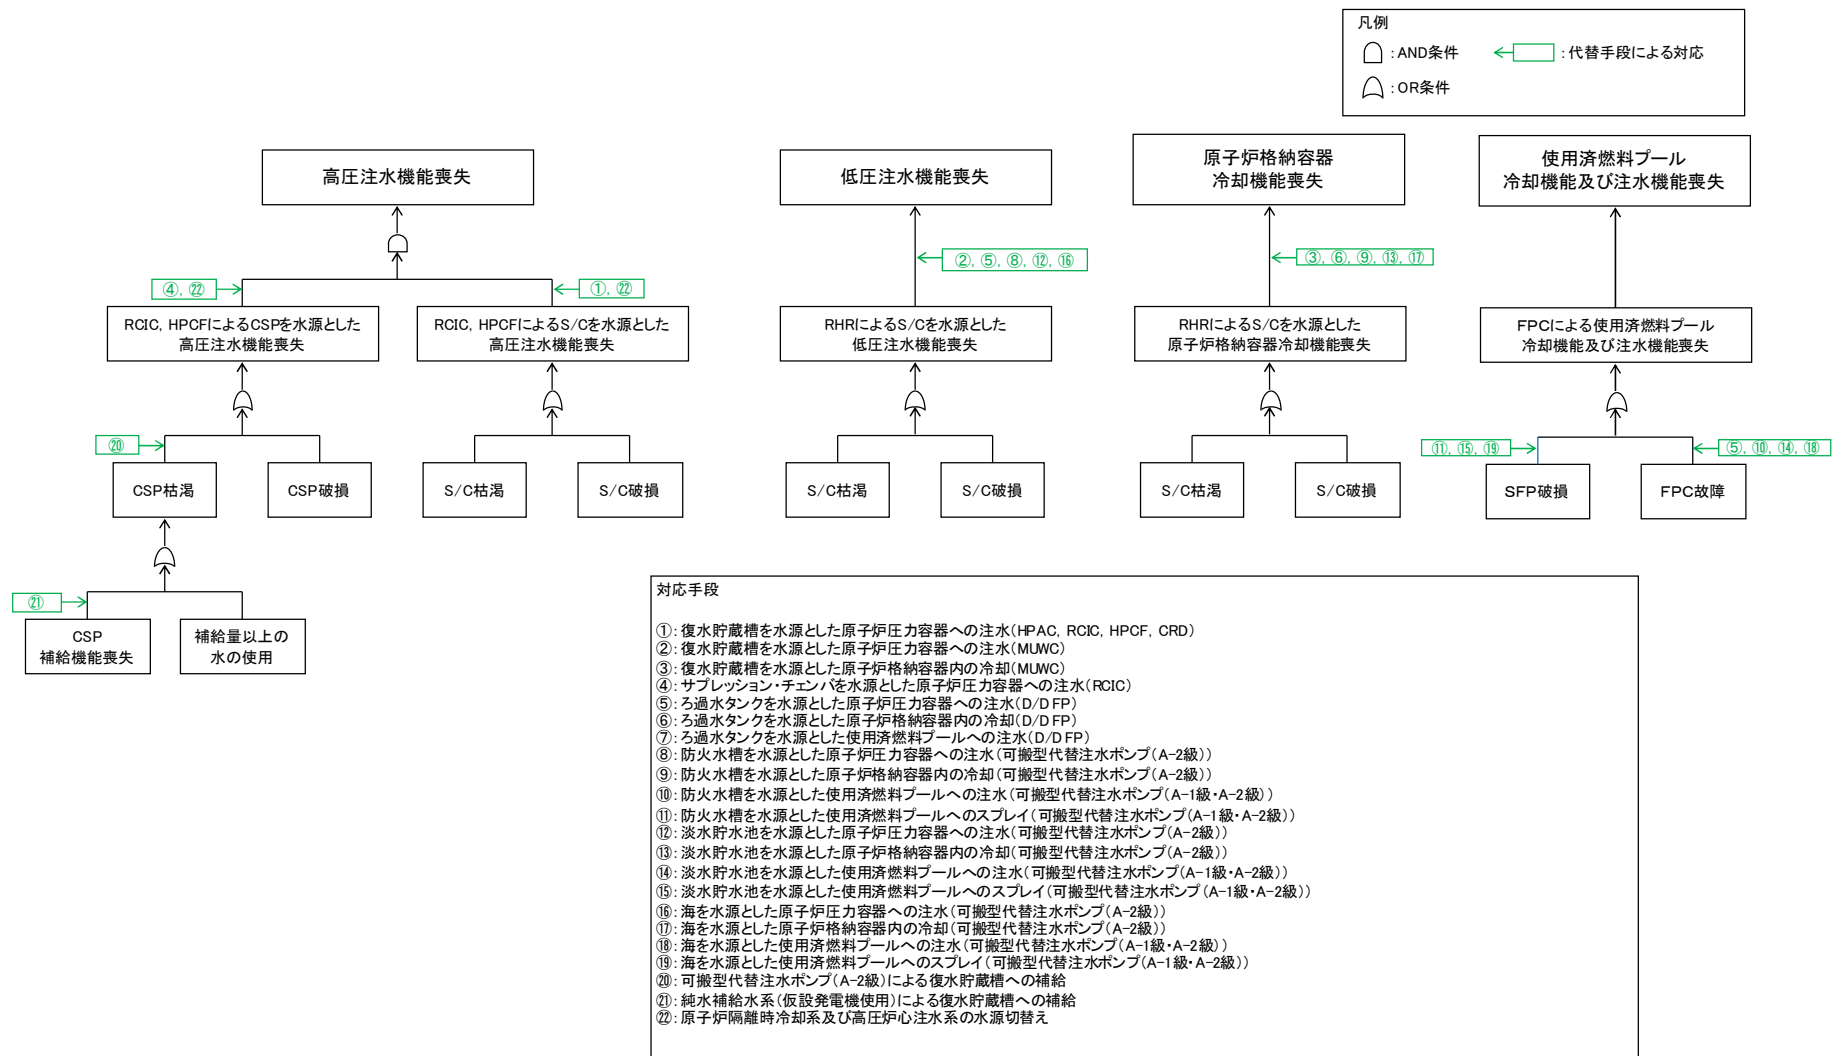 凡例
:AND条件
:代替手段による対応
:OR条件
高圧注水機能喪失
低圧注水機能喪失
原子炉格納容器
冷却機能喪失
使用済燃料プール
冷却機能及び注水機能喪失
②, ⑤, ⑧, ⑫, ⑯
③, ⑥, ⑨, ⑬, ⑰
④, ㉒
①, ㉒
RCIC, HPCFによるCSPを水源とした
高圧注水機能喪失
RCIC, HPCFによるS/Cを水源とした
高圧注水機能喪失
RHRによるS/Cを水源とした
低圧注水機能喪失
RHRによるS/Cを水源とした
原子炉格納容器冷却機能喪失
FPCによる使用済燃料プール
冷却機能及び注水機能喪失
⑳
⑪, ⑮, ⑲
⑤, ⑩, ⑭, ⑱
CSP枯渇
CSP破損
S/C枯渇
S/C破損
S/C枯渇
S/C破損
S/C枯渇
S/C破損
SFP破損
FPC故障
㉑
CSP
補給機能喪失
補給量以上の
水の使用
対応手段
①:復水貯蔵槽を水源とした原子炉圧力容器への注水(HPAC, RCIC, HPCF, CRD)
②:復水貯蔵槽を水源とした原子炉圧力容器への注水(MUWC)
③:復水貯蔵槽を水源とした原子炉格納容器内の冷却(MUWC)
④:サプレッション・チェンバを水源とした原子炉圧力容器への注水(RCIC)
⑤:ろ過水タンクを水源とした原子炉圧力容器への注水(D/D FP)
⑥:ろ過水タンクを水源とした原子炉格納容器内の冷却(D/D FP)
⑦:ろ過水タンクを水源とした使用済燃料プールへの注水(D/D FP)
⑧:防火水槽を水源とした原子炉圧力容器への注水(可搬型代替注水ポンプ(A-2級))
⑨:防火水槽を水源とした原子炉格納容器内の冷却(可搬型代替注水ポンプ(A-2級))
⑩:防火水槽を水源とした使用済燃料プールへの注水(可搬型代替注水ポンプ(A-1級・A-2級))
⑪:防火水槽を水源とした使用済燃料プールへのスプレイ(可搬型代替注水ポンプ(A-1級・A-2級))
⑫:淡水貯水池を水源とした原子炉圧力容器への注水(可搬型代替注水ポンプ(A-2級))
⑬:淡水貯水池を水源とした原子炉格納容器内の冷却(可搬型代替注水ポンプ(A-2級))
⑭:淡水貯水池を水源とした使用済燃料プールへの注水(可搬型代替注水ポンプ(A-1級・A-2級))
⑮:淡水貯水池を水源とした使用済燃料プールへのスプレイ(可搬型代替注水ポンプ(A-1級・A-2級))
⑯:海を水源とした原子炉圧力容器への注水(可搬型代替注水ポンプ(A-2級))
⑰:海を水源とした原子炉格納容器内の冷却(可搬型代替注水ポンプ(A-2級))
⑱:海を水源とした使用済燃料プールへの注水(可搬型代替注水ポンプ(A-1級・A-2級))
⑲:海を水源とした使用済燃料プールへのスプレイ(可搬型代替注水ポンプ(A-1級・A-2級))
⑳:可搬型代替注水ポンプ(A-2級)による復水貯蔵槽への補給
㉑:純水補給水系(仮設発電機使用)による復水貯蔵槽への補給
㉒:原子炉隔離時冷却系及び高圧炉心注水系の水源切替え